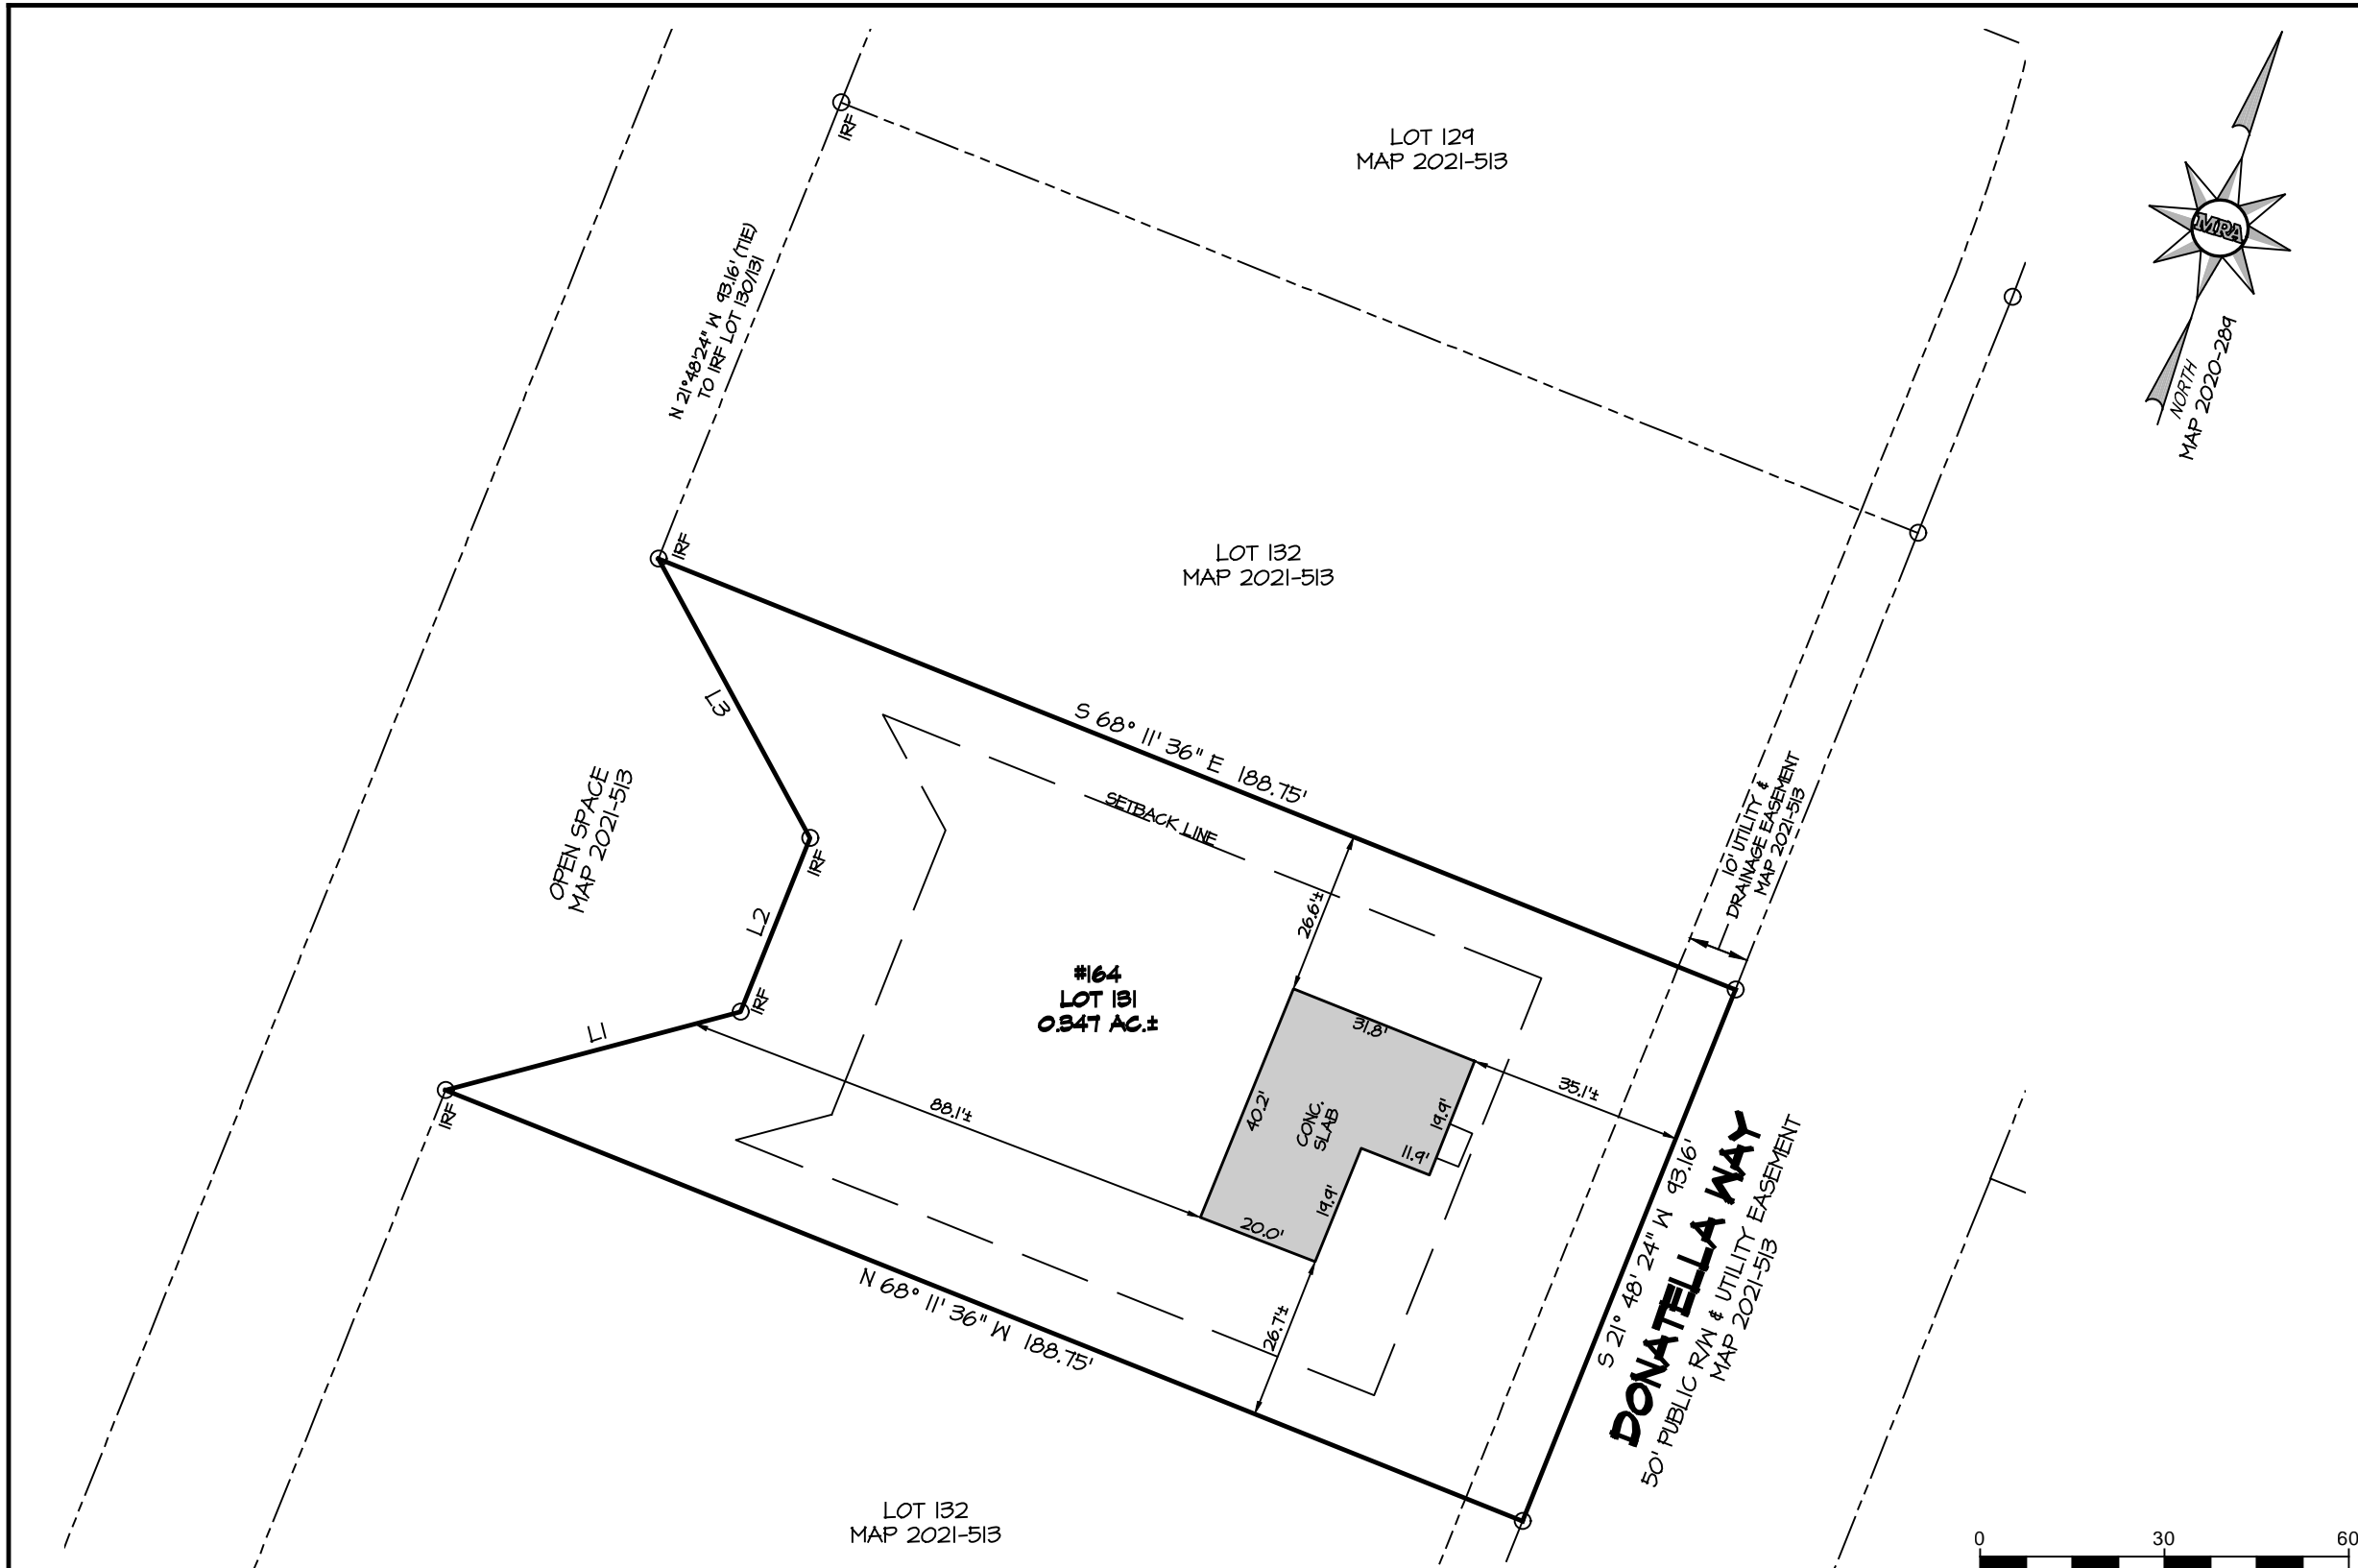 LOT 129
MAP 2021-513
IRF
N 21°48'24" W 93.16' (TIE)
TO IRF LOT 130/131
MRA
NORTH
MAP 2020-289
IRF
LOT 132
MAP 2021-513
L3
S 68° 11' 36" E 188.75'
SETBACK LINE
OPEN SPACE
MAP 2021-513
10' UTILITY &
DRAINAGE EASEMENT
MAP 2021-513
IRF
L2
26.6'±
#164
LOT 131
0.347 AC.±
IRF
L1
31.8'
35.1'±
IRF
88.1'±
40.2'
CONC.
SLAB
19.9'
11.9'
19.9'
20.0'
26.7'±
N 68° 11' 36" W 188.75'
S 21° 48' 24" W 93.16'
DONATELLA WAY
50' PUBLIC R/W & UTILITY EASEMENT
MAP 2021-513
LOT 132
MAP 2021-513
0 30 60